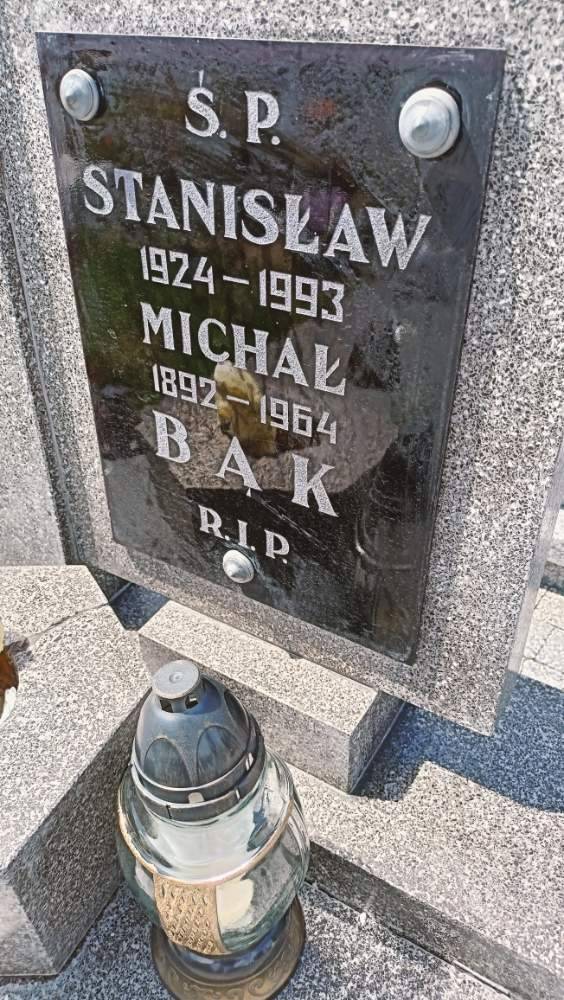 Ś. P.
STANISŁAW
1924 – 1993
MICHAŁ
1892 – 1964
BĄK
R.I.P.